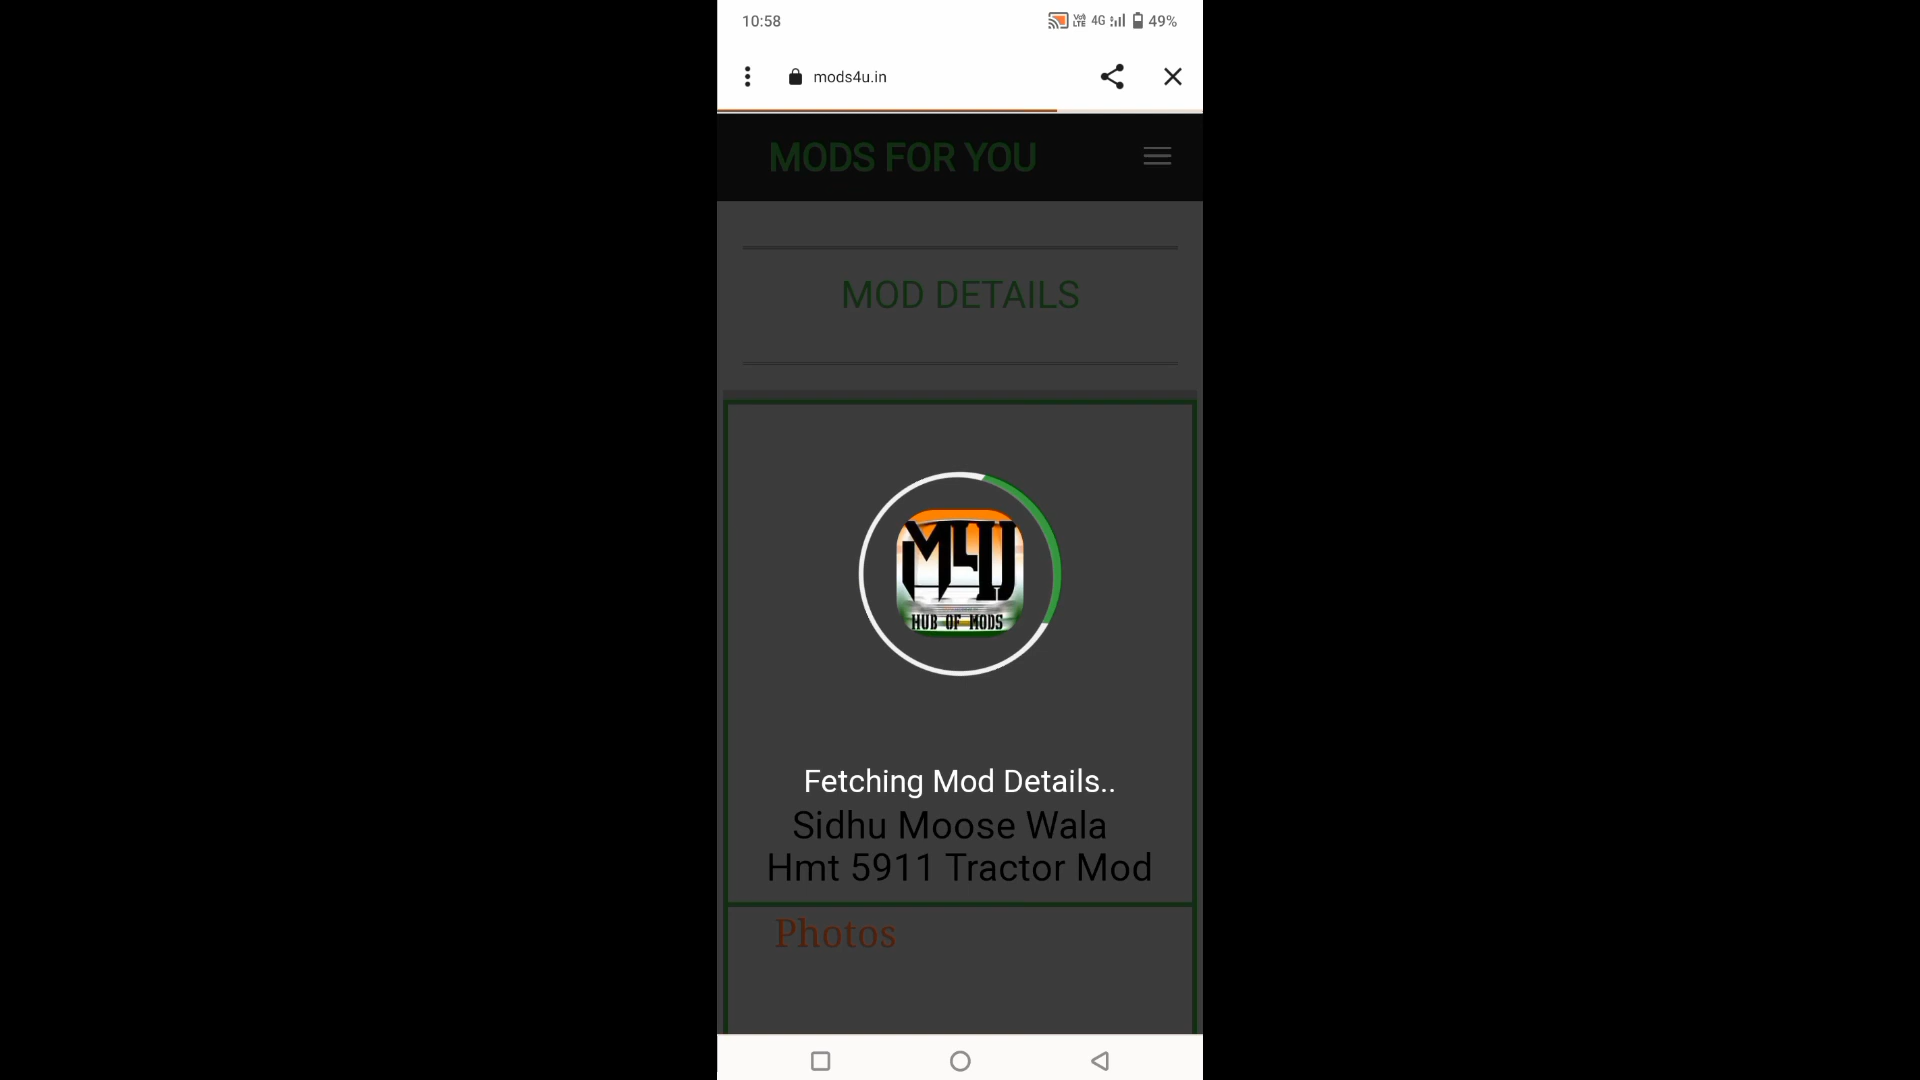 10:58 4G 49%
mods4u.in
MODS FOR YOU
MOD DETAILS
M4U
HUB OF MODS
Fetching Mod Details..
Sidhu Moose Wala
Hmt 5911 Tractor Mod
Photos